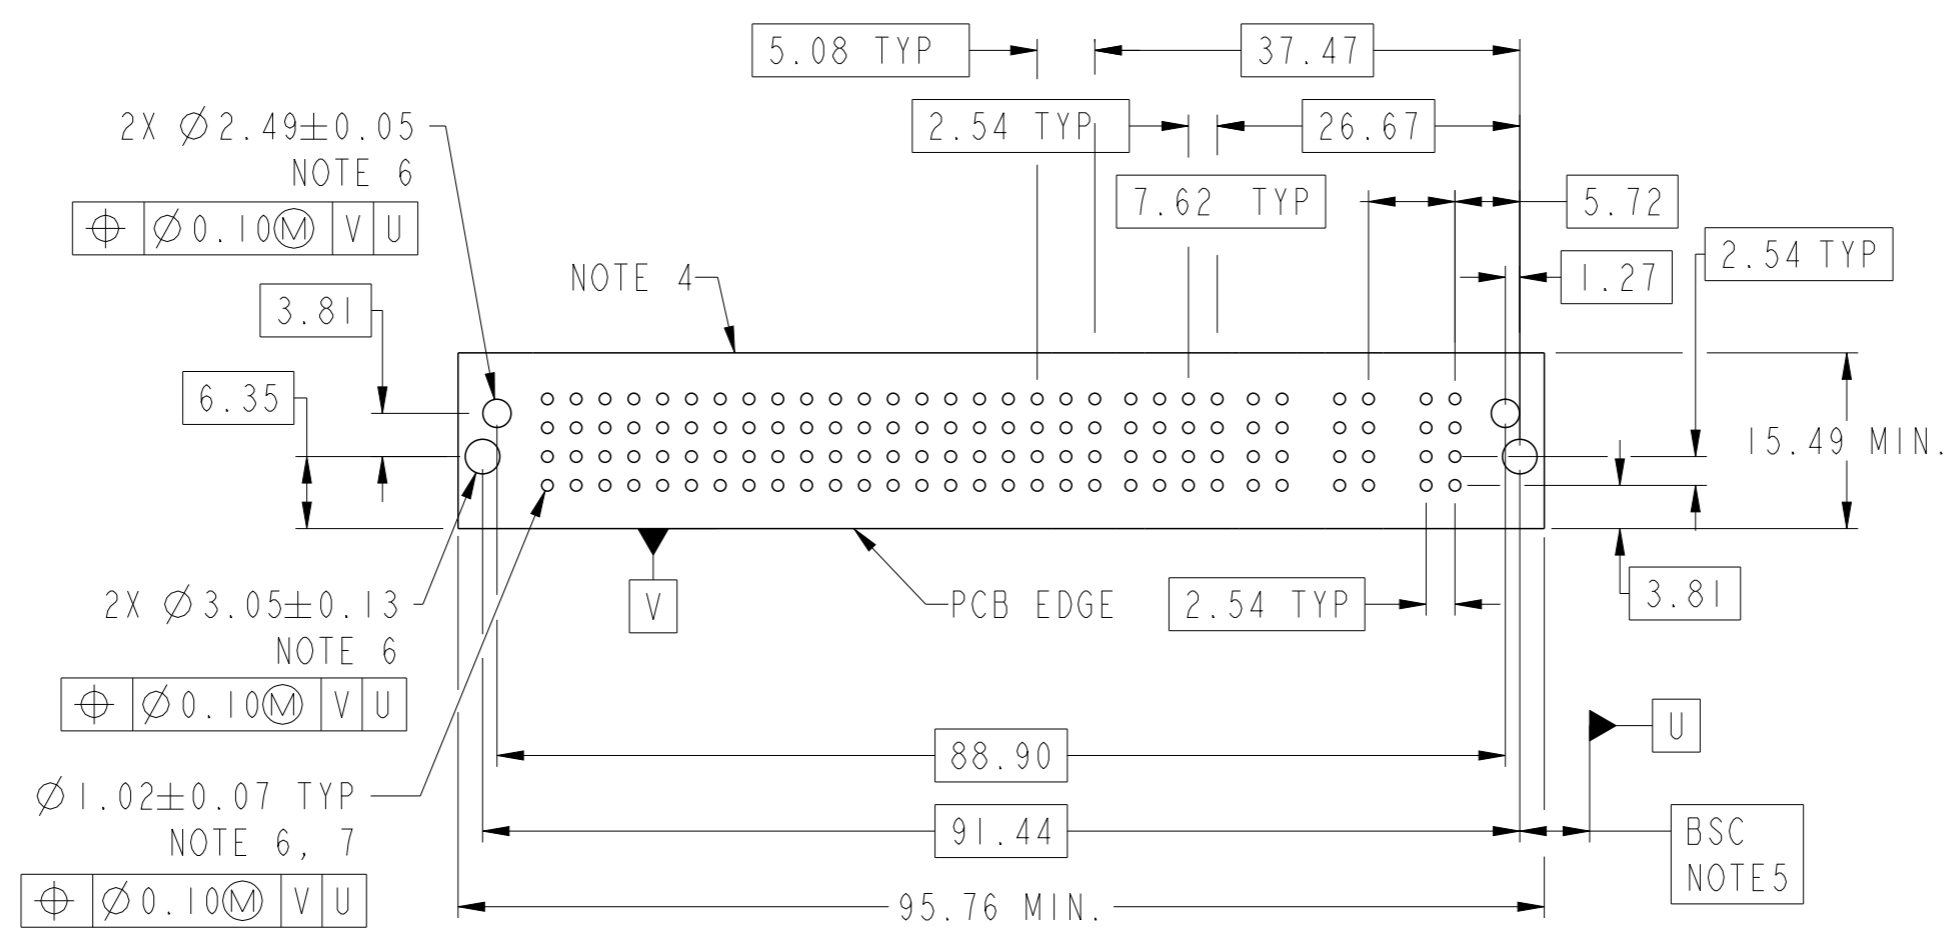 5.08 TYP
37.47
2X ⌀2.49±0.05
NOTE 6
⌖ ⌀0.10Ⓜ V U
2.54 TYP
26.67
7.62 TYP
5.72
2.54 TYP
1.27
NOTE 4
3.81
6.35
15.49 MIN.
2X ⌀3.05±0.13
NOTE 6
⌖ ⌀0.10Ⓜ V U
V
PCB EDGE
2.54 TYP
3.81
U
88.90
⌀1.02±0.07 TYP
NOTE 6, 7
⌖ ⌀0.10Ⓜ V U
91.44
BSC
NOTE5
95.76 MIN.